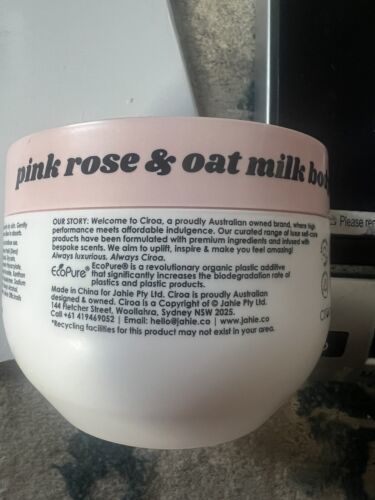 pink rose & oat milk bo
OUR STORY: Welcome to Ciroa, a proudly Australian owned brand, where high
performance meets affordable indulgence. Our curated range of luxe self-care
products have been formulated with premium ingredients and infused with
bespoke scents. We aim to uplift, inspire & make you feel amazing!
Always luxurious. Always Ciroa.
EcoPure® EcoPure® is a revolutionary organic plastic additive
that significantly increases the biodegradation rate of
plastics and plastic products.
Made in China for Jahie Pty Ltd. Ciroa is proudly Australian
designed & owned. Ciroa is a Copyright of © Jahie Pty Ltd.
144 Fletcher Street, Woollahra, Sydney NSW 2025.
Call +61 419469052 | Email: hello@jahie.co | www.jahie.co
*Recycling facilities for this product may not exist in your area.
Please re